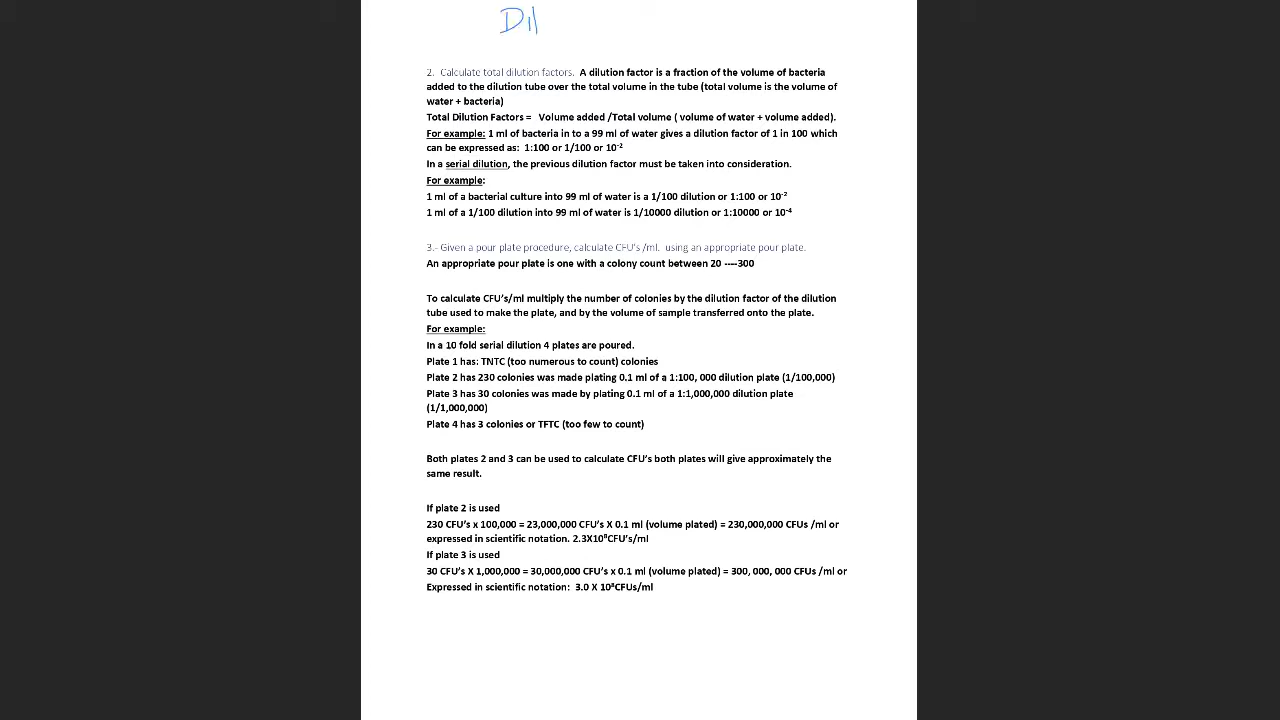 Dil
2. Calculate total dilution factors. A dilution factor is a fraction of the volume of bacteria
added to the dilution tube over the total volume in the tube (total volume is the volume of
water + bacteria)
Total Dilution Factors = Volume added /Total volume ( volume of water + volume added).
For example: 1 ml of bacteria in to a 99 ml of water gives a dilution factor of 1 in 100 which
can be expressed as: 1:100 or 1/100 or 10⁻²
In a serial dilution, the previous dilution factor must be taken into consideration.
For example:
1 ml of a bacterial culture into 99 ml of water is a 1/100 dilution or 1:100 or 10⁻²
1 ml of a 1/100 dilution into 99 ml of water is 1/10000 dilution or 1:10000 or 10⁻⁴
3.- Given a pour plate procedure, calculate CFU's /ml. using an appropriate pour plate.
An appropriate pour plate is one with a colony count between 20 ----300
To calculate CFU's/ml multiply the number of colonies by the dilution factor of the dilution
tube used to make the plate, and by the volume of sample transferred onto the plate.
For example:
In a 10 fold serial dilution 4 plates are poured.
Plate 1 has: TNTC (too numerous to count) colonies
Plate 2 has 230 colonies was made plating 0.1 ml of a 1:100, 000 dilution plate (1/100,000)
Plate 3 has 30 colonies was made by plating 0.1 ml of a 1:1,000,000 dilution plate
(1/1,000,000)
Plate 4 has 3 colonies or TFTC (too few to count)
Both plates 2 and 3 can be used to calculate CFU's both plates will give approximately the
same result.
If plate 2 is used
230 CFU's x 100,000 = 23,000,000 CFU's X 0.1 ml (volume plated) = 230,000,000 CFUs /ml or
expressed in scientific notation. 2.3X10⁸CFU's/ml
If plate 3 is used
30 CFU's X 1,000,000 = 30,000,000 CFU's x 0.1 ml (volume plated) = 300, 000, 000 CFUs /ml or
Expressed in scientific notation: 3.0 X 10⁸CFUs/ml